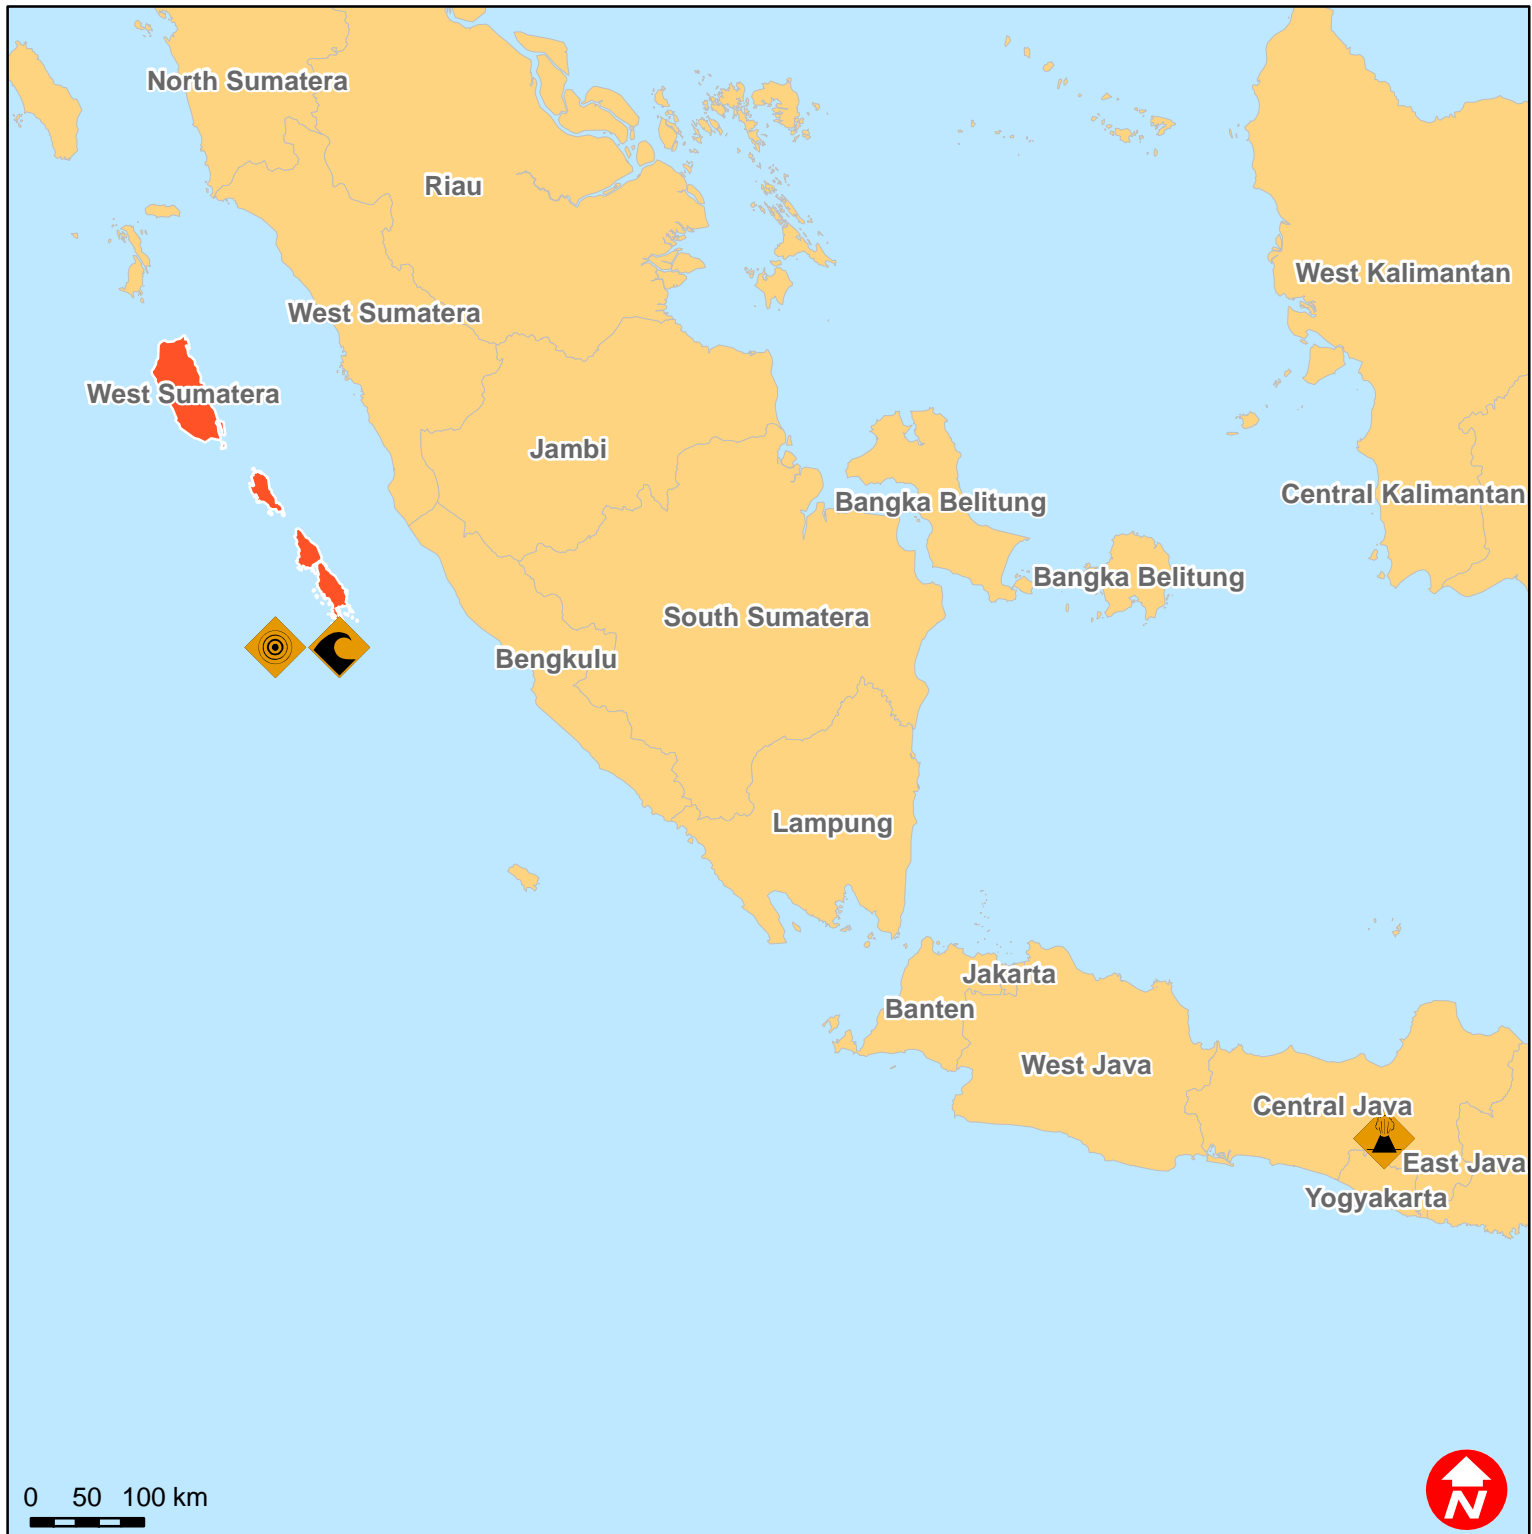 North Sumatera
Riau
West Kalimantan
West Sumatera
West Sumatera
Jambi
Central Kalimantan
Bangka Belitung
Bangka Belitung
South Sumatera
Bengkulu
Lampung
Jakarta
Banten
West Java
Central Java
East Java
Yogyakarta
0 50 100 km
N